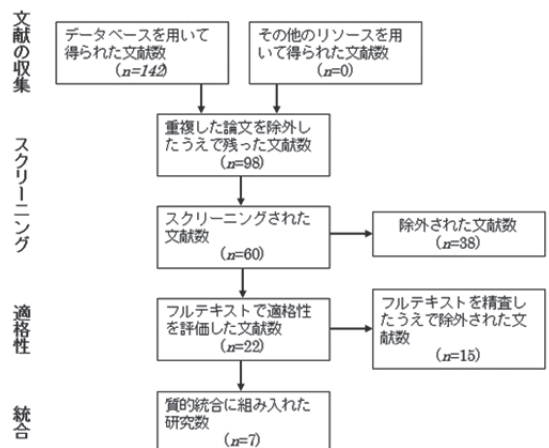 文献の収集
データベースを用いて
得られた文献数
(n=142)
その他のリソースを用
いて得られた文献数
(n=0)
重複した論文を除外し
たうえで残った文献数
(n=98)
スクリーニング
スクリーニングされた
文献数
(n=60)
除外された文献数
(n=38)
適格性
フルテキストで適格性
を評価した文献数
(n=22)
フルテキストを精査し
たうえで除外された文
献数
(n=15)
統合
質的統合に組み入れた
研究数
(n=7)